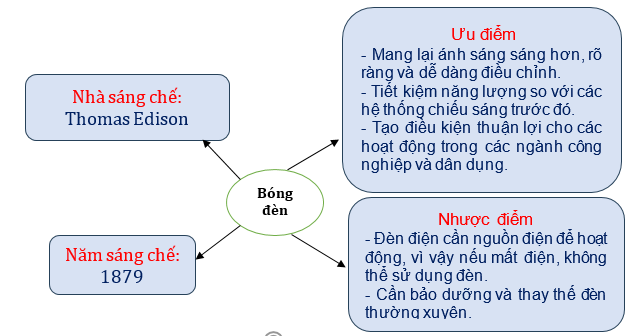 Nhà sáng chế:
Thomas Edison
Năm sáng chế:
1879
Bóng
đèn
Ưu điểm
- Mang lại ánh sáng sáng hơn, rõ
ràng và dễ dàng điều chỉnh.
- Tiết kiệm năng lượng so với các
hệ thống chiếu sáng trước đó.
- Tạo điều kiện thuận lợi cho các
hoạt động trong các ngành công
nghiệp và dân dụng.
Nhược điểm
- Đèn điện cần nguồn điện để hoạt
động, vì vậy nếu mất điện, không
thể sử dụng đèn.
- Cần bảo dưỡng và thay thế đèn
thường xuyên.